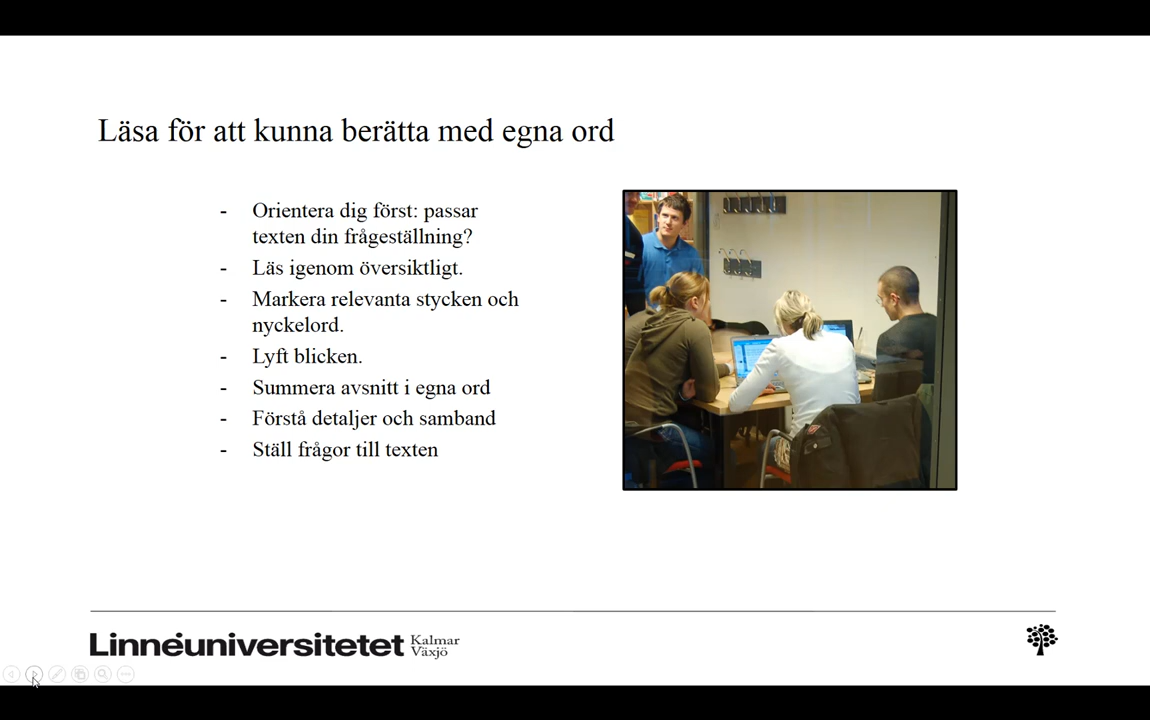 Läsa för att kunna berätta med egna ord
- Orientera dig först: passar
texten din frågeställning?
- Läs igenom översiktligt.
- Markera relevanta stycken och
nyckelord.
- Lyft blicken.
- Summera avsnitt i egna ord
- Förstå detaljer och samband
- Ställ frågor till texten
Linnéuniversitetet
Kalmar
Växjö